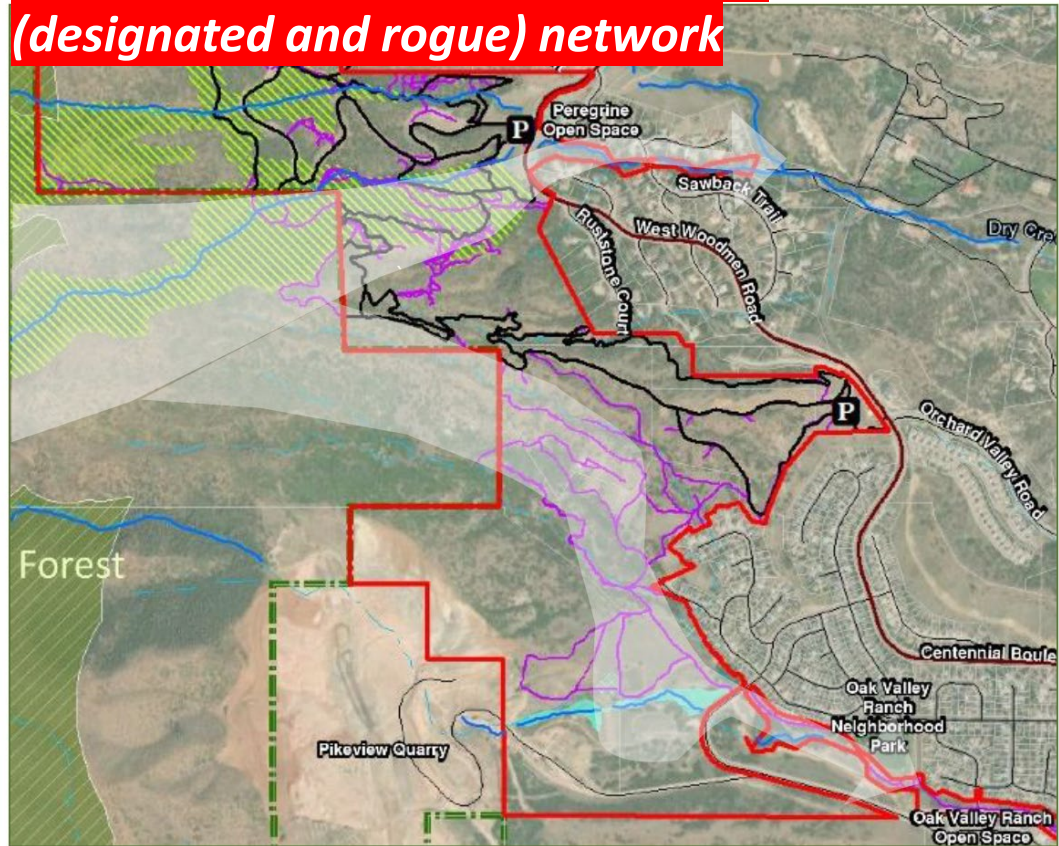 (designated and rogue) network
P
Peregrine
Open Space
Sawback Trail
Ruststone Court
West Woodmen Road
Dry Cre
P
Orchard Valley Road
Forest
Centennial Boule
Oak Valley
Ranch
Neighborhood
Park
Pikeview Quarry
Oak Valley Ranch
Open Space